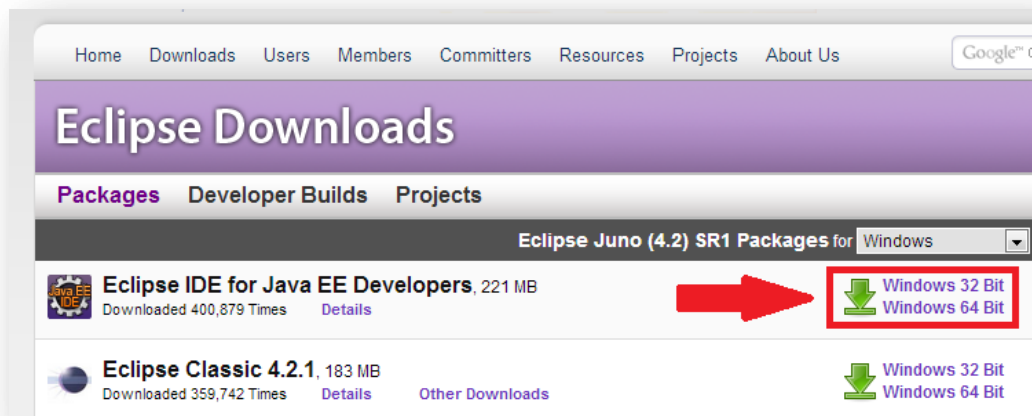 Home Downloads Users Members Committers Resources Projects About Us Google™
Eclipse Downloads
Packages Developer Builds Projects
Eclipse Juno (4.2) SR1 Packages for Windows
Java EE
IDE
Eclipse IDE for Java EE Developers, 221 MB
Downloaded 400,879 Times Details
Windows 32 Bit
Windows 64 Bit
Eclipse Classic 4.2.1, 183 MB
Downloaded 359,742 Times Details Other Downloads
Windows 32 Bit
Windows 64 Bit